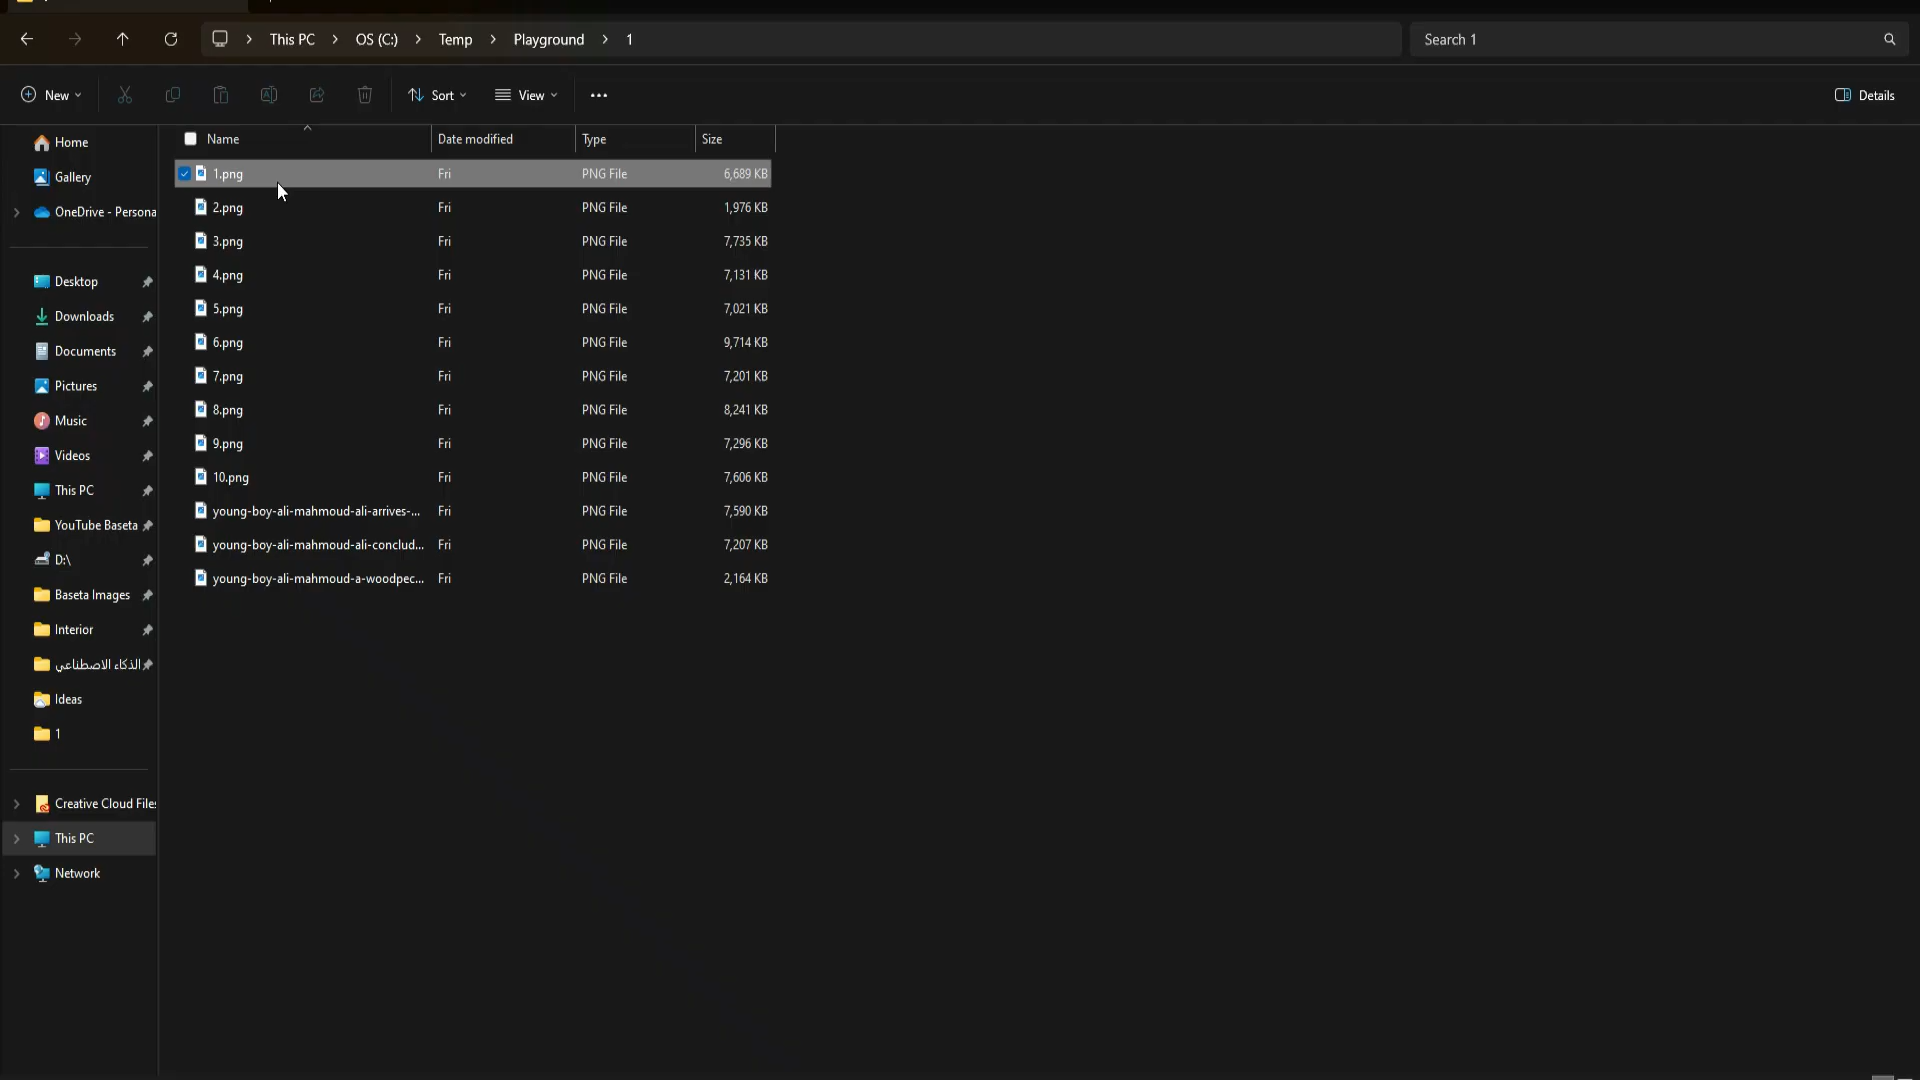 This PC > OS (C:) > Temp > Playground > 1
Search 1
New
Sort
View
Details
Name Date modified Type Size
Home
Gallery
OneDrive - Persona
Desktop
Downloads
Documents
Pictures
Music
Videos
This PC
YouTube Baseta
D:\
Baseta Images
Interior
الذكاء الاصطناعي
Ideas
1
Creative Cloud Files
This PC
Network
1.png Fri PNG File 6,689 KB
2.png Fri PNG File 1,976 KB
3.png Fri PNG File 7,735 KB
4.png Fri PNG File 7,131 KB
5.png Fri PNG File 7,021 KB
6.png Fri PNG File 9,714 KB
7.png Fri PNG File 7,201 KB
8.png Fri PNG File 8,241 KB
9.png Fri PNG File 7,296 KB
10.png Fri PNG File 7,606 KB
young-boy-ali-mahmoud-ali-arrives-... Fri PNG File 7,590 KB
young-boy-ali-mahmoud-ali-conclud... Fri PNG File 7,207 KB
young-boy-ali-mahmoud-a-woodpec... Fri PNG File 2,164 KB